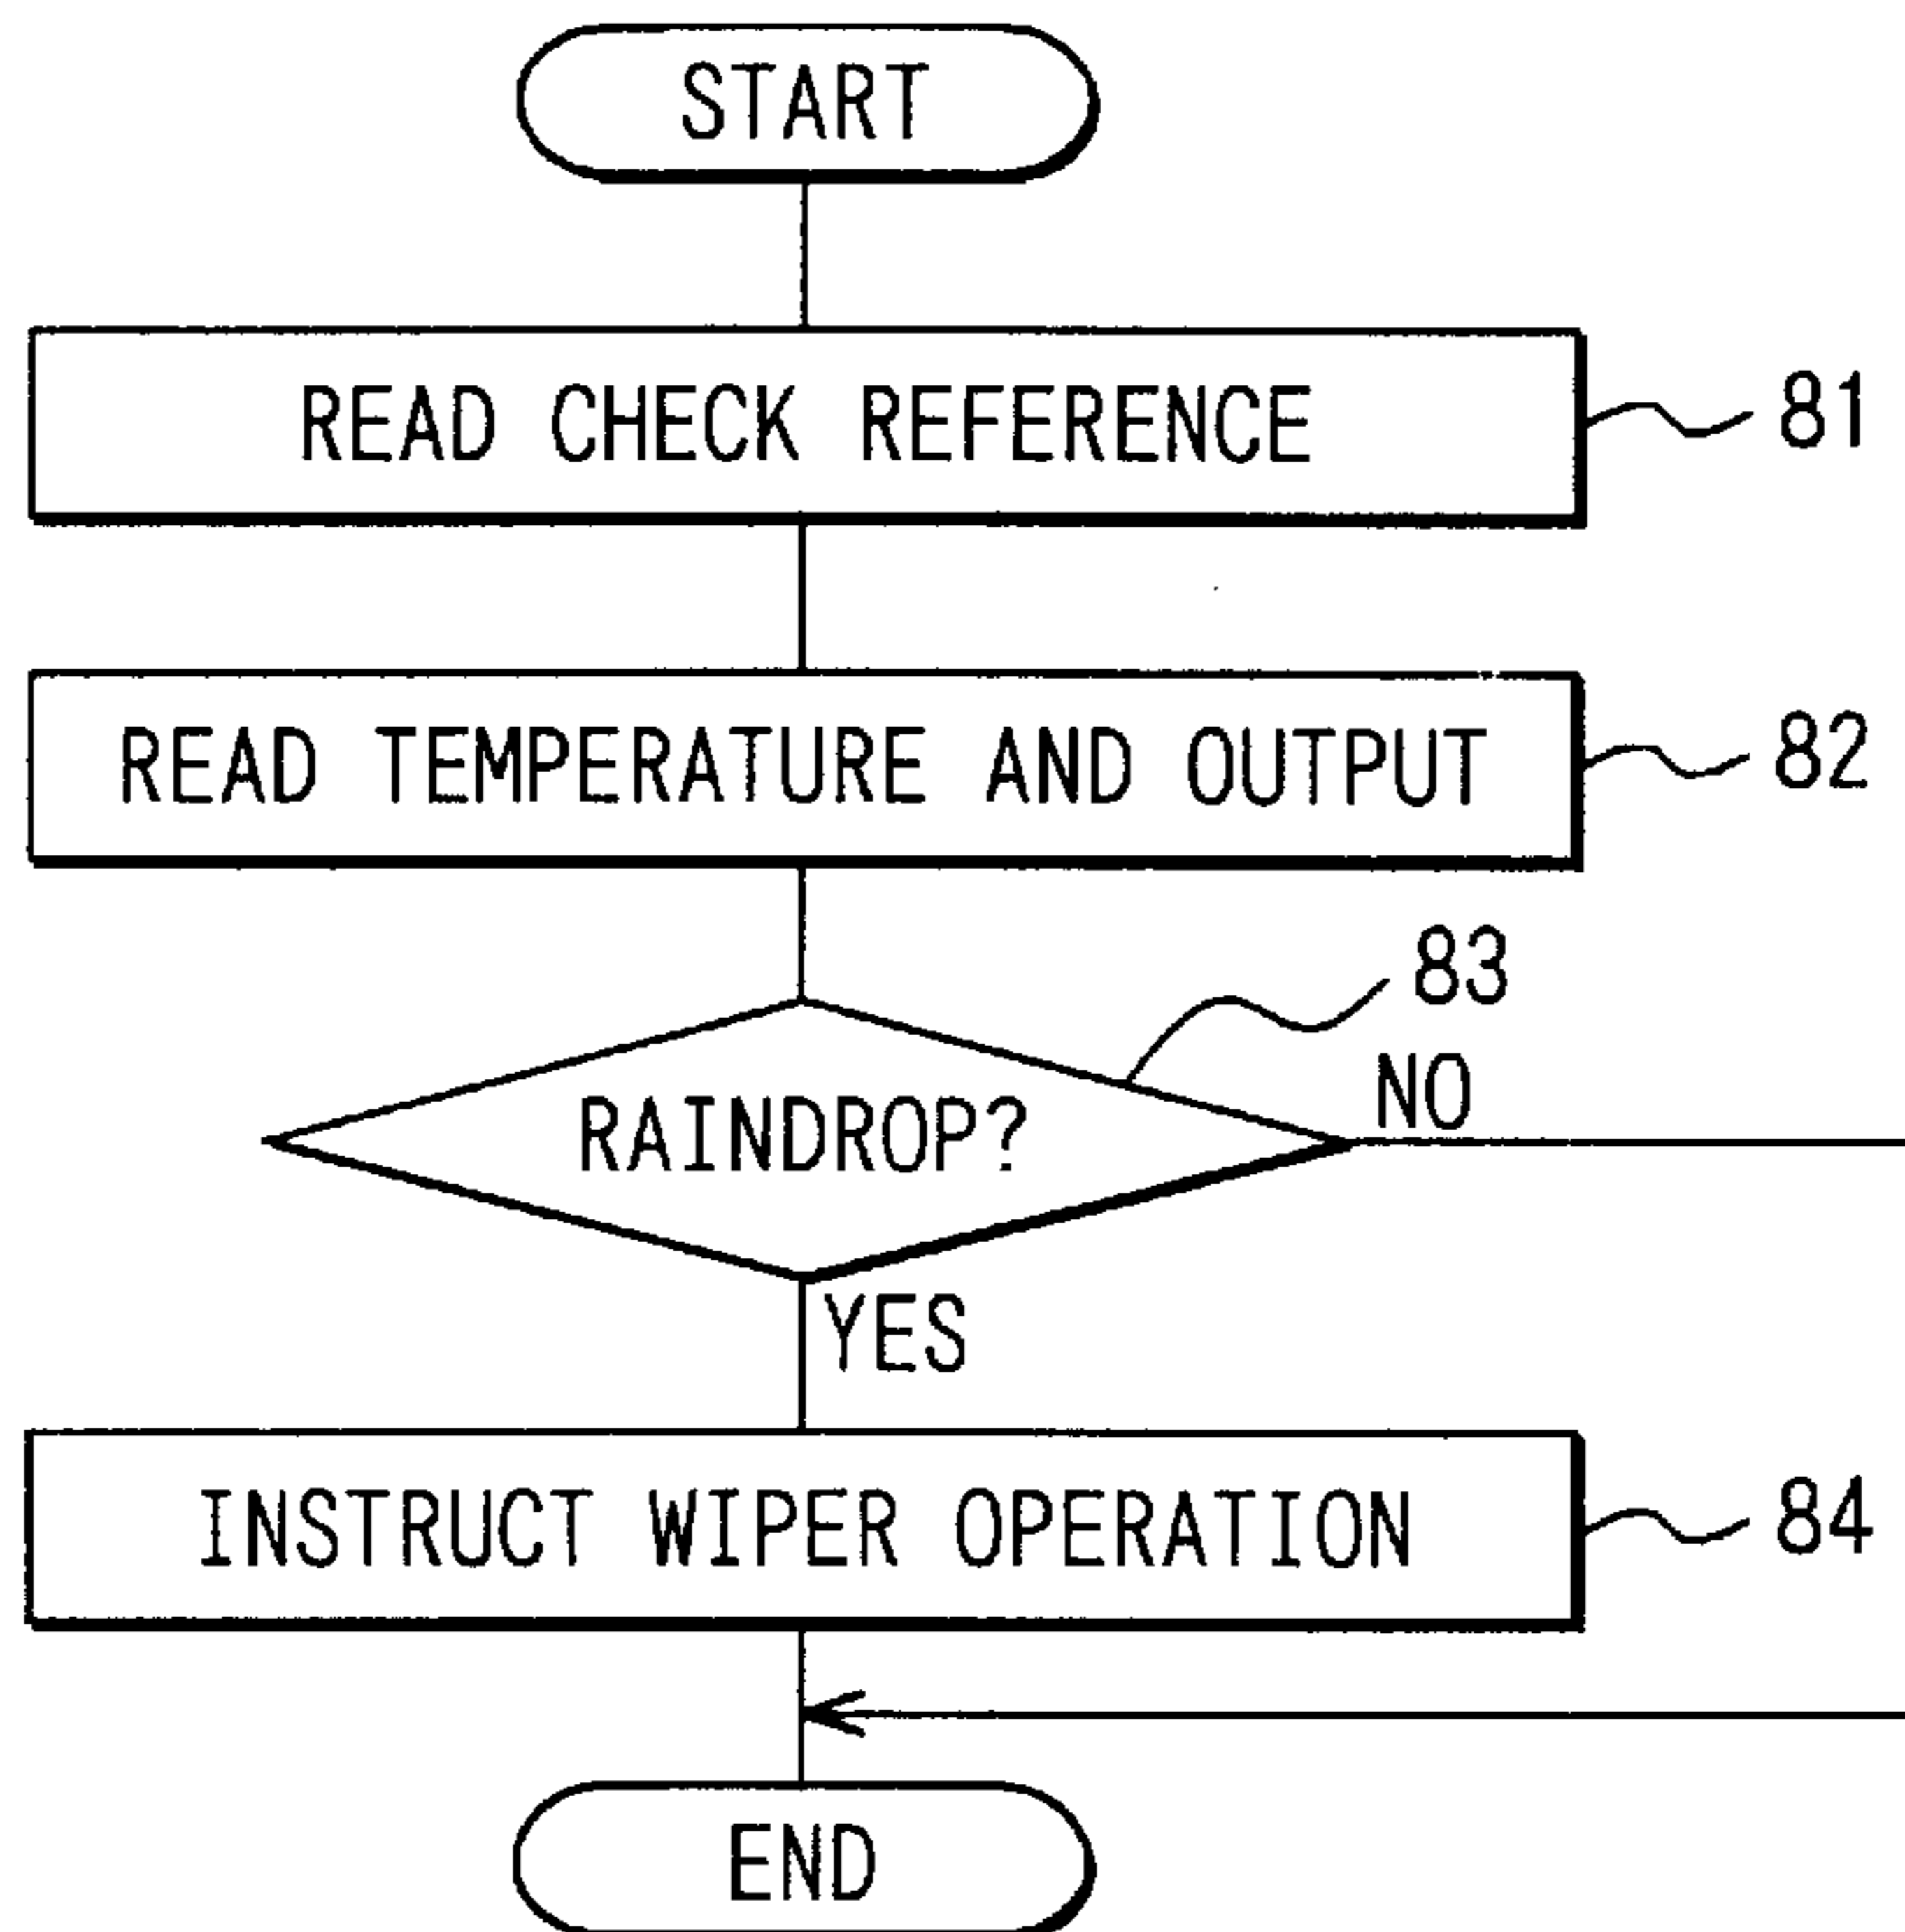 START
READ CHECK REFERENCE
81
READ TEMPERATURE AND OUTPUT
82
83
RAINDROP?
NO
YES
INSTRUCT WIPER OPERATION
84
END